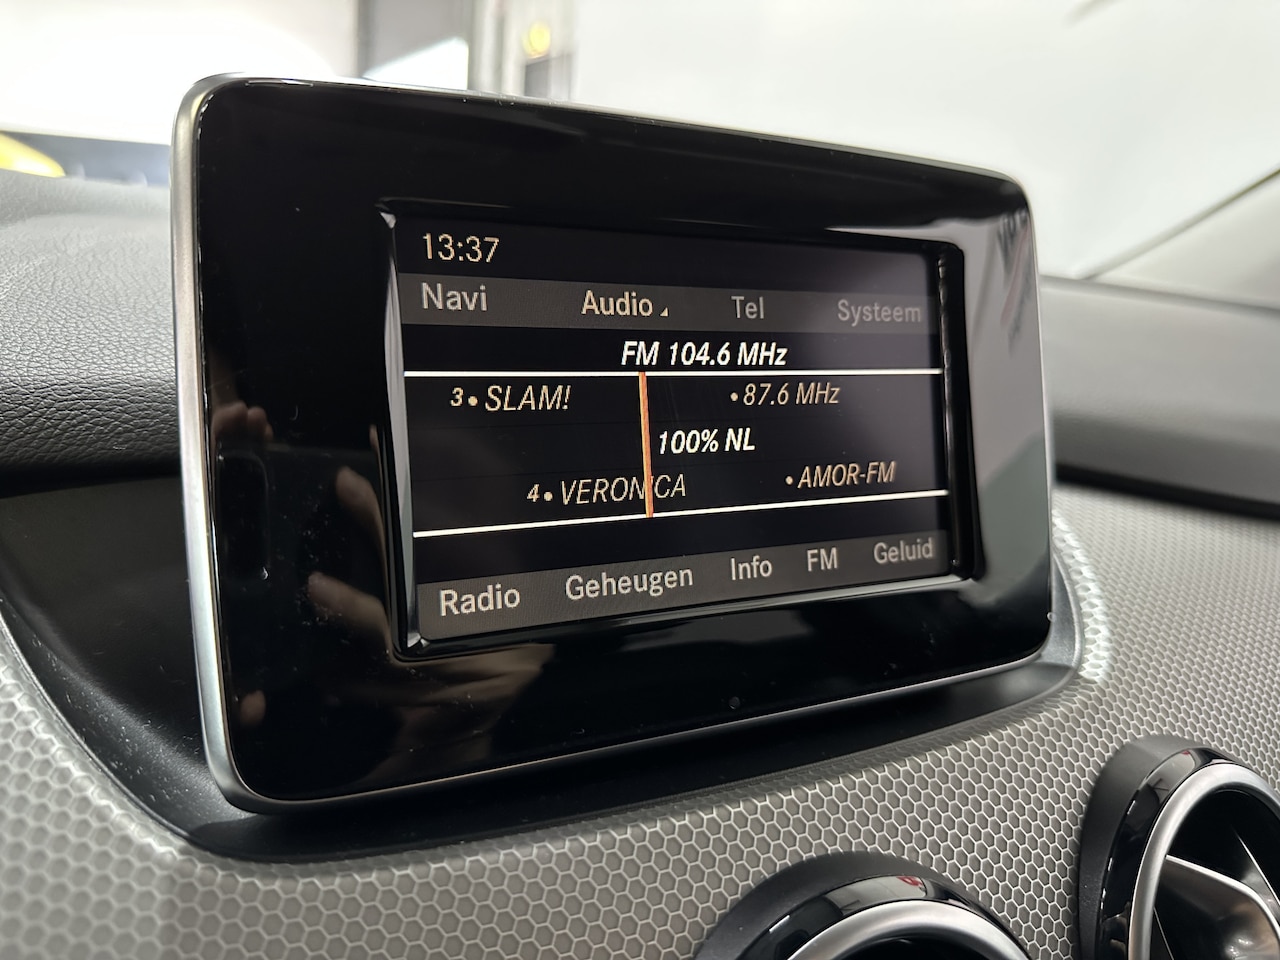 13:37
Navi Audio Tel Systeem
FM 104.6 MHz
3• SLAM! •87.6 MHz
100% NL
4• VERONICA •AMOR-FM
Radio Geheugen Info FM Geluid